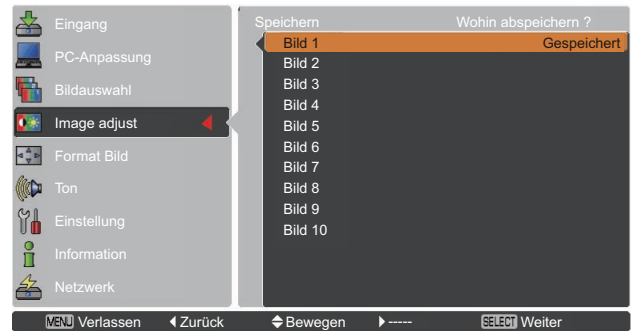 Eingang
PC-Anpassung
Bildauswahl
Image adjust
Format Bild
Ton
Einstellung
Information
Netzwerk
Speichern Wohin abspeichern ?
Bild 1 Gespeichert
Bild 2
Bild 3
Bild 4
Bild 5
Bild 6
Bild 7
Bild 8
Bild 9
Bild 10
MENU Verlassen Zurück Bewegen ----- SELECT Weiter